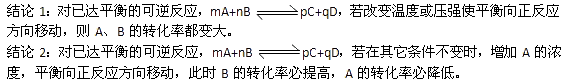 结论 1：对已达平衡的可逆反应，mA+nB ⇌ pC+qD，若改变温度或压强使平衡向正反应
方向移动，则 A、B 的转化率都变大。
结论 2：对已达平衡的可逆反应，mA+nB ⇌ pC+qD，若在其它条件不变时，增加 A 的浓
度，平衡向正反应方向移动，此时 B 的转化率必提高，A 的转化率必降低。